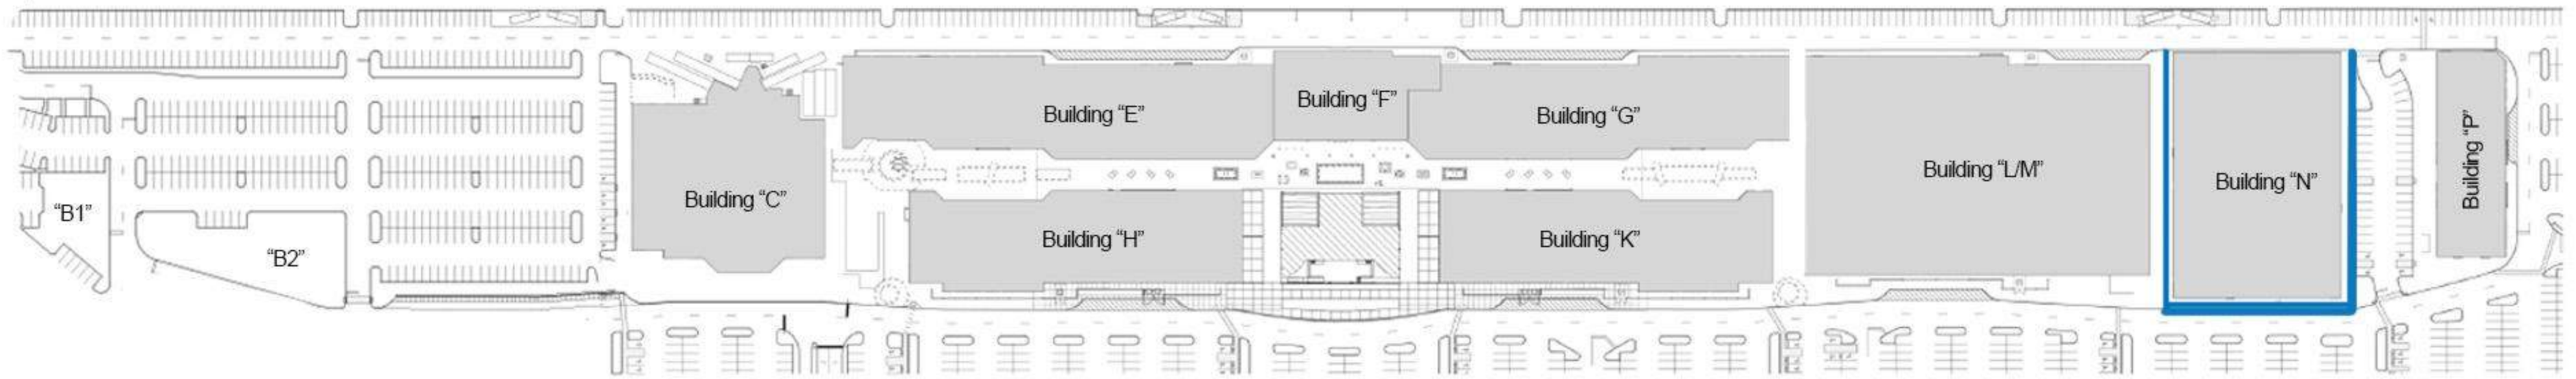 "B1"
"B2"
Building "C"
Building "E"
Building "F"
Building "G"
Building "H"
Building "K"
Building "L/M"
Building "N"
Building "P"